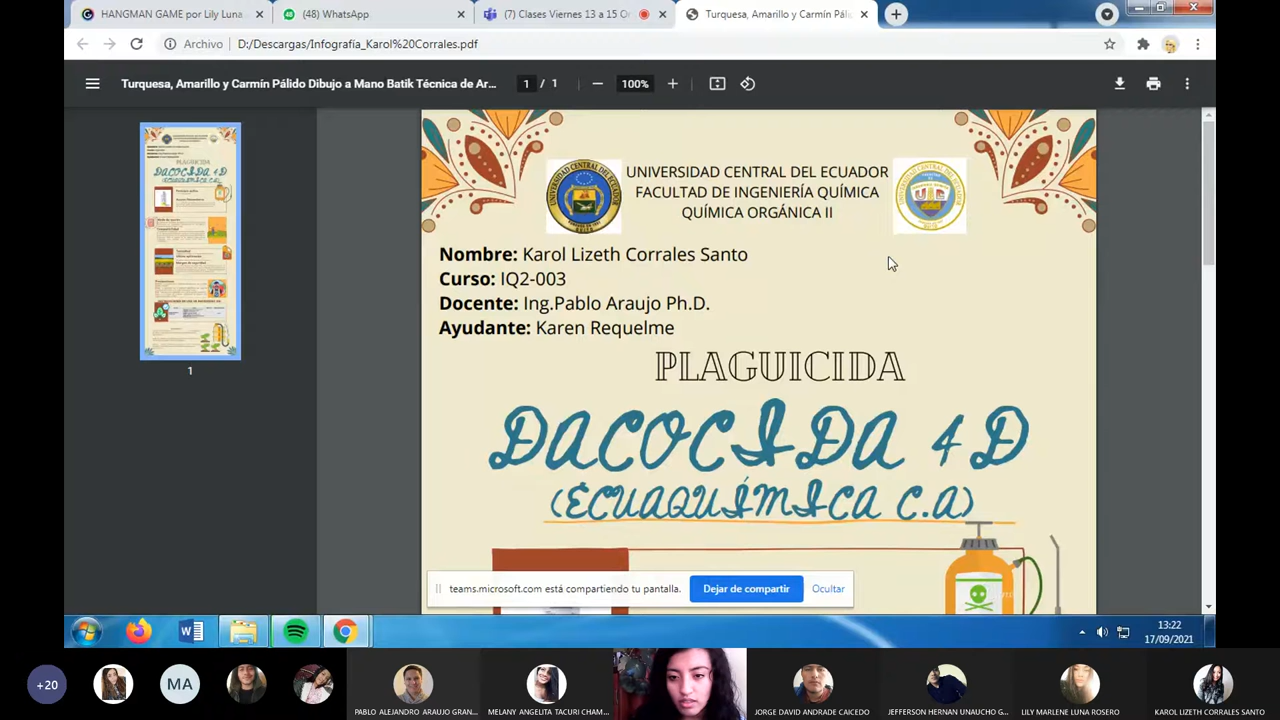 HANGMAN GAME por Lily Luna
(48) WhatsApp
(7) Clases Viernes 13 a 15 Or
Turquesa, Amarillo y Carmín Páli
Archivo
D:/Descargas/Infografía_Karol%20Corrales.pdf
Turquesa, Amarillo y Carmín Pálido Dibujo a Mano Batik Técnica de Ar...
1 / 1
100%
UNIVERSIDAD CENTRAL DEL ECUADOR
FACULTAD DE INGENIERÍA QUÍMICA
QUÍMICA ORGÁNICA II
Nombre: Karol Lizeth Corrales Santo
Curso: IQ2-003
Docente: Ing.Pablo Araujo Ph.D.
Ayudante: Karen Requelme
PLAGUICIDA
DACOCIDA 4D
(ECUAQUÍMICA C.A)
1
teams.microsoft.com está compartiendo tu pantalla.
Dejar de compartir
Ocultar
13:22
17/09/2021
+20
MA
PABLO ALEJANDRO ARAUJO GRAN...
MELANY ANGELITA TACURI CHAM...
JORGE DAVID ANDRADE CAICEDO
JEFFERSON HERNAN UNAUCHO G...
LILY MARLENE LUNA ROSERO
KAROL LIZETH CORRALES SANTO